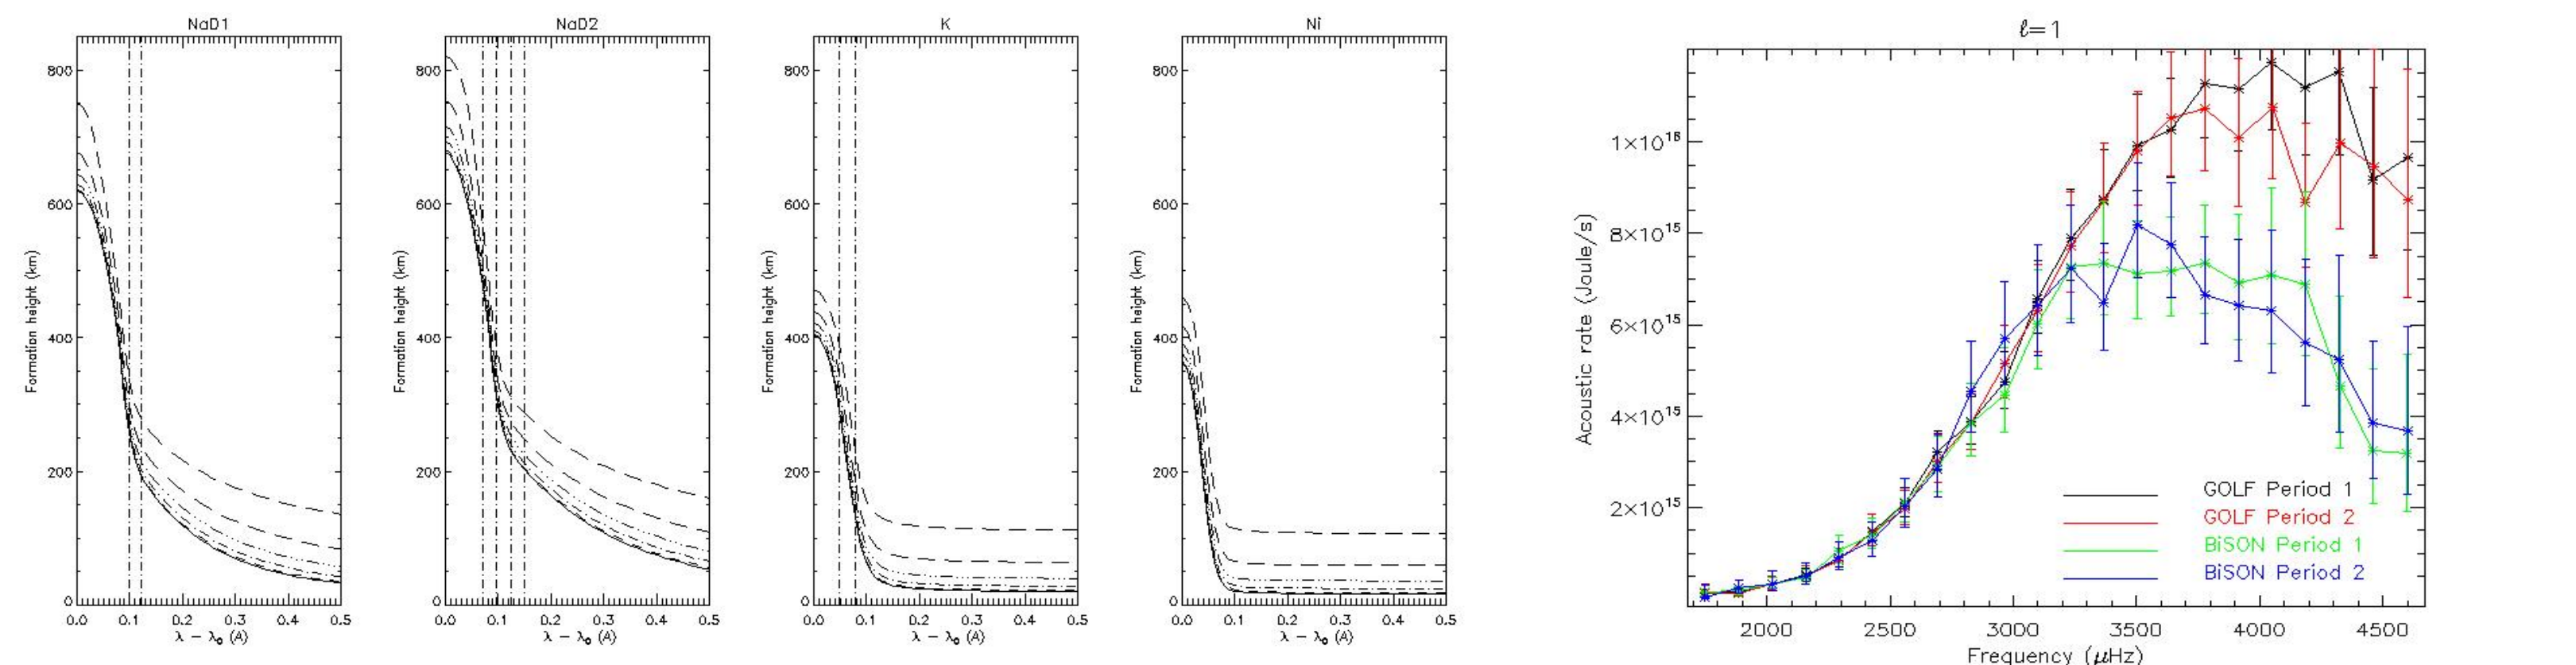 NaD1
800
600
400
200
0
0.0 0.1 0.2 0.3 0.4 0.5
Formation height (km)
λ − λ₀ (A)
NaD2
800
600
400
200
0
0.0 0.1 0.2 0.3 0.4 0.5
Formation height (km)
λ − λ₀ (A)
K
800
600
400
200
0
0.0 0.1 0.2 0.3 0.4 0.5
Formation height (km)
λ − λ₀ (A)
Ni
800
600
400
200
0
0.0 0.1 0.2 0.3 0.4 0.5
Formation height (km)
λ − λ₀ (A)
ℓ=1
1×10¹⁶
8×10¹⁵
6×10¹⁵
4×10¹⁵
2×10¹⁵
Acoustic rate (Joule/s)
GOLF Period 1
GOLF Period 2
BiSON Period 1
BiSON Period 2
2000 2500 3000 3500 4000 4500
Frequency (μHz)